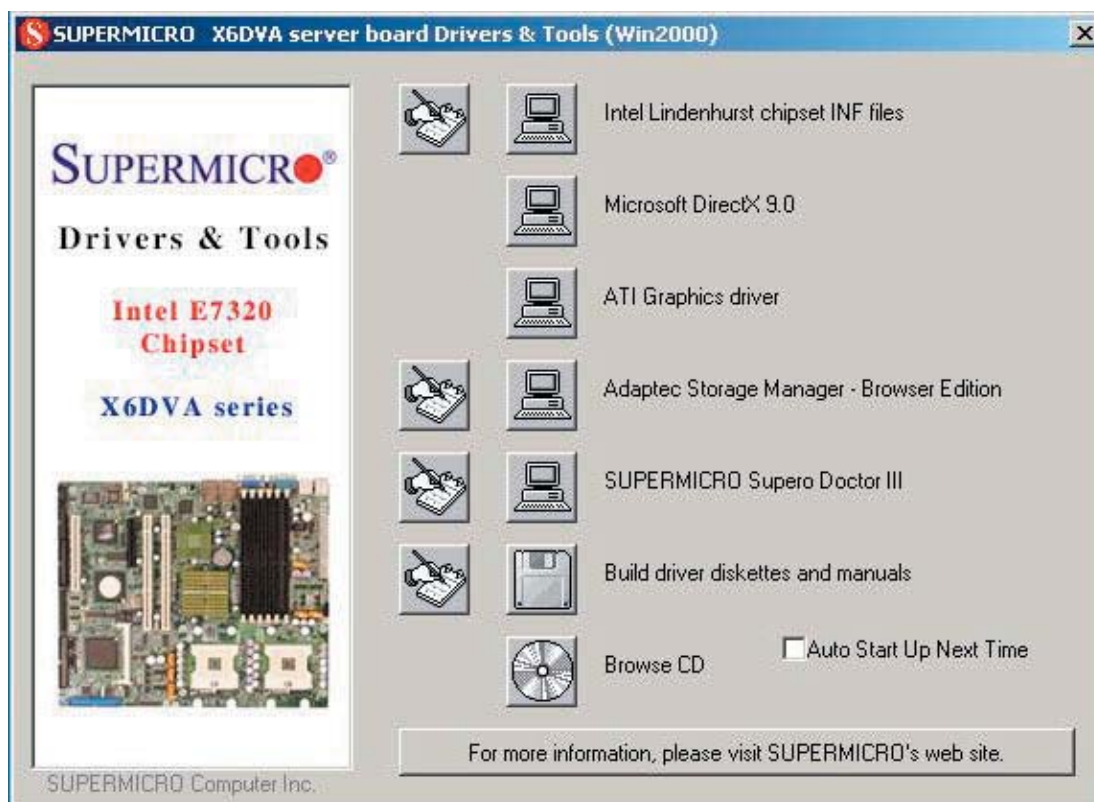 SUPERMICRO X6DVA server board Drivers & Tools (Win2000)
SUPERMICRO®
Drivers & Tools
Intel E7320
Chipset
X6DVA series
Intel Lindenhurst chipset INF files
Microsoft DirectX 9.0
ATI Graphics driver
Adaptec Storage Manager - Browser Edition
SUPERMICRO Supero Doctor III
Build driver diskettes and manuals
Browse CD
Auto Start Up Next Time
For more information, please visit SUPERMICRO's web site.
SUPERMICRO Computer Inc.